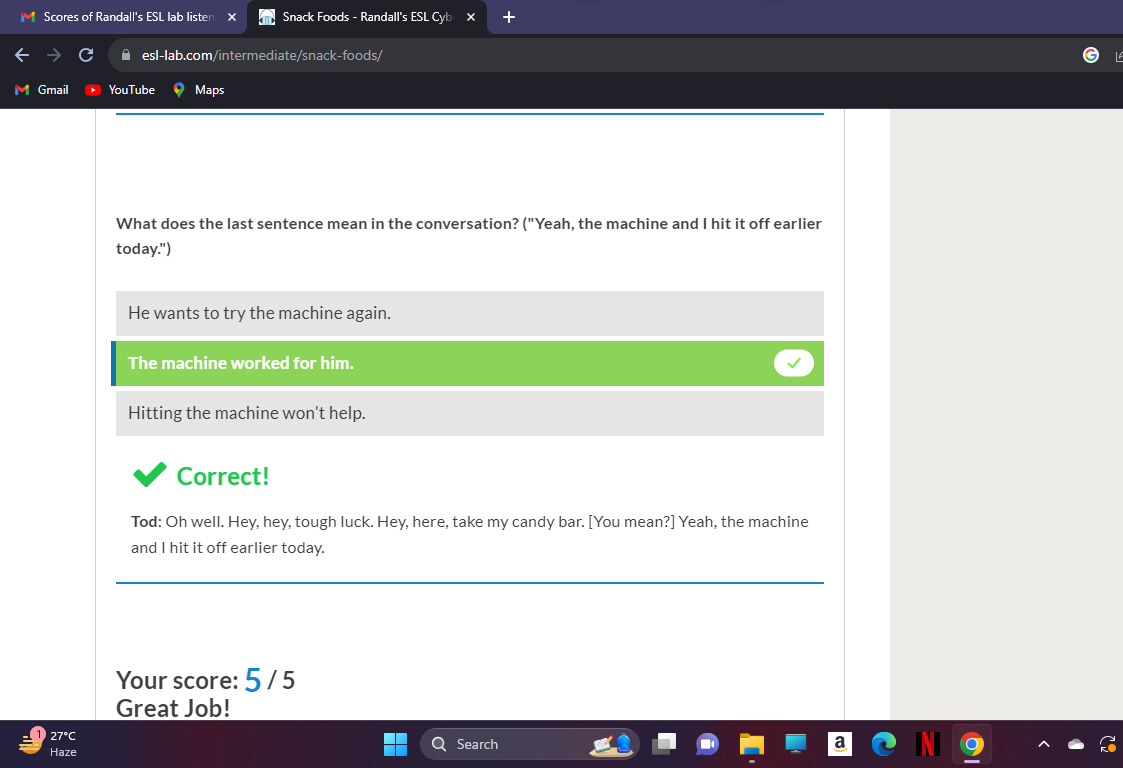 Scores of Randall's ESL lab listen
Snack Foods - Randall's ESL Cyb
esl-lab.com/intermediate/snack-foods/
Gmail
YouTube
Maps
What does the last sentence mean in the conversation? ("Yeah, the machine and I hit it off earlier
today.")
He wants to try the machine again.
The machine worked for him.
Hitting the machine won't help.
Correct!
Tod: Oh well. Hey, hey, tough luck. Hey, here, take my candy bar. [You mean?] Yeah, the machine
and I hit it off earlier today.
Your score: 5 / 5
Great Job!
1
27°C
Haze
Search